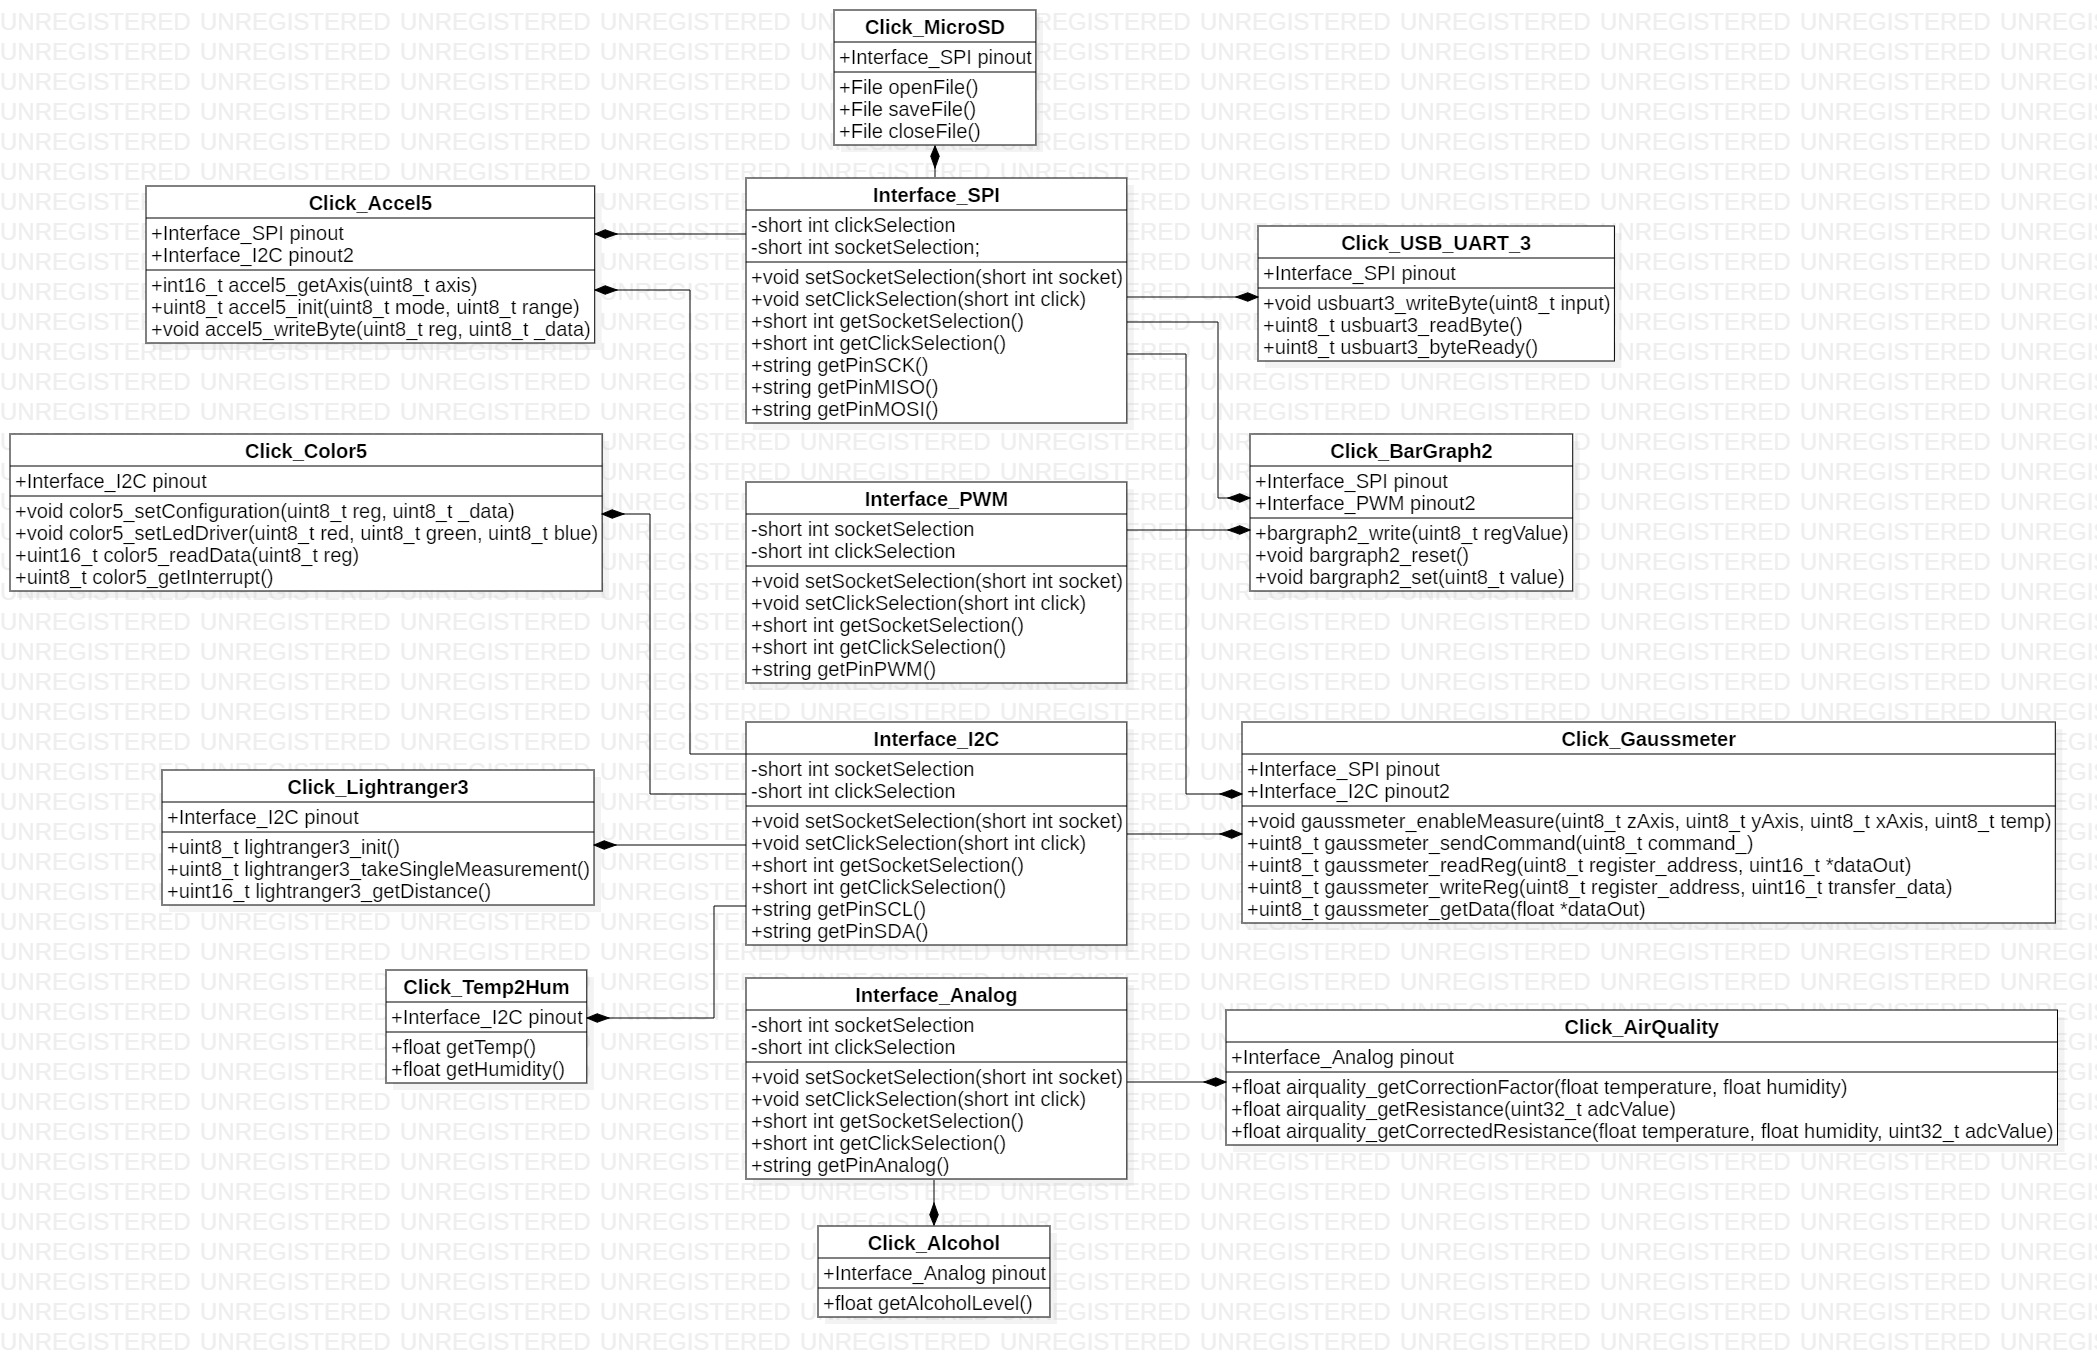 Click_MicroSD
+Interface_SPI pinout
+File openFile()
+File saveFile()
+File closeFile()
Click_Accel5
+Interface_SPI pinout
+Interface_I2C pinout2
+int16_t accel5_getAxis(uint8_t axis)
+uint8_t accel5_init(uint8_t mode, uint8_t range)
+void accel5_writeByte(uint8_t reg, uint8_t _data)
Interface_SPI
-short int clickSelection
-short int socketSelection;
+void setSocketSelection(short int socket)
+void setClickSelection(short int click)
+short int getSocketSelection()
+short int getClickSelection()
+string getPinSCK()
+string getPinMISO()
+string getPinMOSI()
Click_USB_UART_3
+Interface_SPI pinout
+void usbuart3_writeByte(uint8_t input)
+uint8_t usbuart3_readByte()
+uint8_t usbuart3_byteReady()
Click_Color5
+Interface_I2C pinout
+void color5_setConfiguration(uint8_t reg, uint8_t _data)
+void color5_setLedDriver(uint8_t red, uint8_t green, uint8_t blue)
+uint16_t color5_readData(uint8_t reg)
+uint8_t color5_getInterrupt()
Interface_PWM
-short int socketSelection
-short int clickSelection
+void setSocketSelection(short int socket)
+void setClickSelection(short int click)
+short int getSocketSelection()
+short int getClickSelection()
+string getPinPWM()
Click_BarGraph2
+Interface_SPI pinout
+Interface_PWM pinout2
+bargraph2_write(uint8_t regValue)
+void bargraph2_reset()
+void bargraph2_set(uint8_t value)
Click_Lightranger3
+Interface_I2C pinout
+uint8_t lightranger3_init()
+uint8_t lightranger3_takeSingleMeasurement()
+uint16_t lightranger3_getDistance()
Interface_I2C
-short int socketSelection
-short int clickSelection
+void setSocketSelection(short int socket)
+void setClickSelection(short int click)
+short int getSocketSelection()
+short int getClickSelection()
+string getPinSCL()
+string getPinSDA()
Click_Gaussmeter
+Interface_SPI pinout
+Interface_I2C pinout2
+void gaussmeter_enableMeasure(uint8_t zAxis, uint8_t yAxis, uint8_t xAxis, uint8_t temp)
+uint8_t gaussmeter_sendCommand(uint8_t command_)
+uint8_t gaussmeter_readReg(uint8_t register_address, uint16_t *dataOut)
+uint8_t gaussmeter_writeReg(uint8_t register_address, uint16_t transfer_data)
+uint8_t gaussmeter_getData(float *dataOut)
Click_Temp2Hum
+Interface_I2C pinout
+float getTemp()
+float getHumidity()
Interface_Analog
-short int socketSelection
-short int clickSelection
+void setSocketSelection(short int socket)
+void setClickSelection(short int click)
+short int getSocketSelection()
+short int getClickSelection()
+string getPinAnalog()
Click_AirQuality
+Interface_Analog pinout
+float airquality_getCorrectionFactor(float temperature, float humidity)
+float airquality_getResistance(uint32_t adcValue)
+float airquality_getCorrectedResistance(float temperature, float humidity, uint32_t adcValue)
Click_Alcohol
+Interface_Analog pinout
+float getAlcoholLevel()
UNREGISTERED